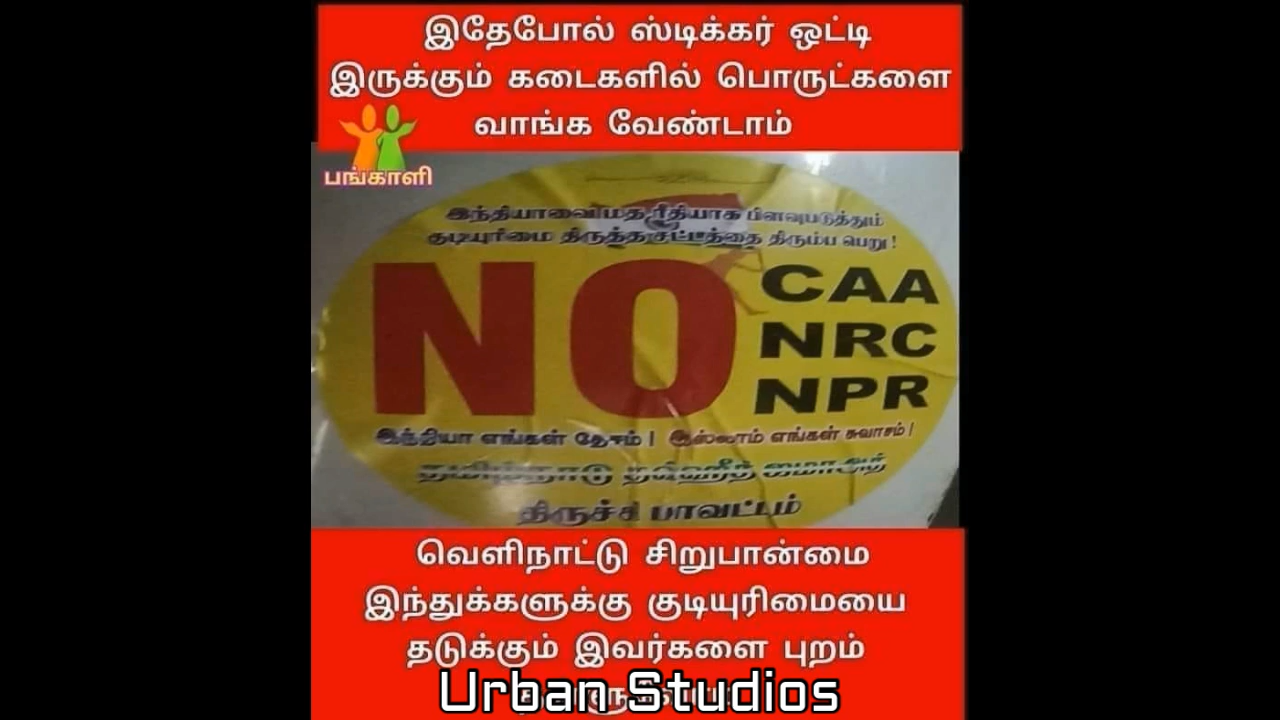 இதேபோல் ஸ்டிக்கர் ஒட்டி
இருக்கும் கடைகளில் பொருட்களை
வாங்க வேண்டாம்
பங்காளி
இந்தியாவை மத ரீதியாக பிளவுபடுத்தும்
குடியுரிமை திருத்த சட்டத்தை திரும்ப பெறு !
NO CAA
NRC
NPR
இந்தியா எங்கள் தேசம் | இஸ்லாம் எங்கள் சுவாசம் |
தமிழ்நாடு தவ்ஹீத் ஜமாஅத்
திருச்சி மாவட்டம்
வெளிநாட்டு சிறுபான்மை
இந்துக்களுக்கு குடியுரிமையை
தடுக்கும் இவர்களை புறம்
Urban Studios